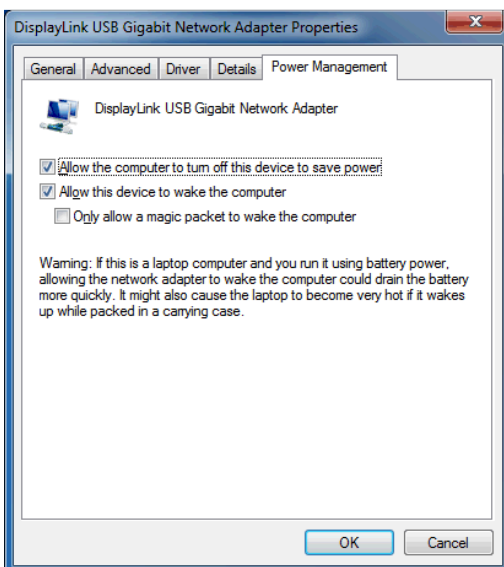 DisplayLink USB Gigabit Network Adapter Properties
General Advanced Driver Details Power Management
DisplayLink USB Gigabit Network Adapter
Allow the computer to turn off this device to save power
Allow this device to wake the computer
Only allow a magic packet to wake the computer
Warning: If this is a laptop computer and you run it using battery power,
allowing the network adapter to wake the computer could drain the battery
more quickly. It might also cause the laptop to become very hot if it wakes
up while packed in a carrying case.
OK Cancel